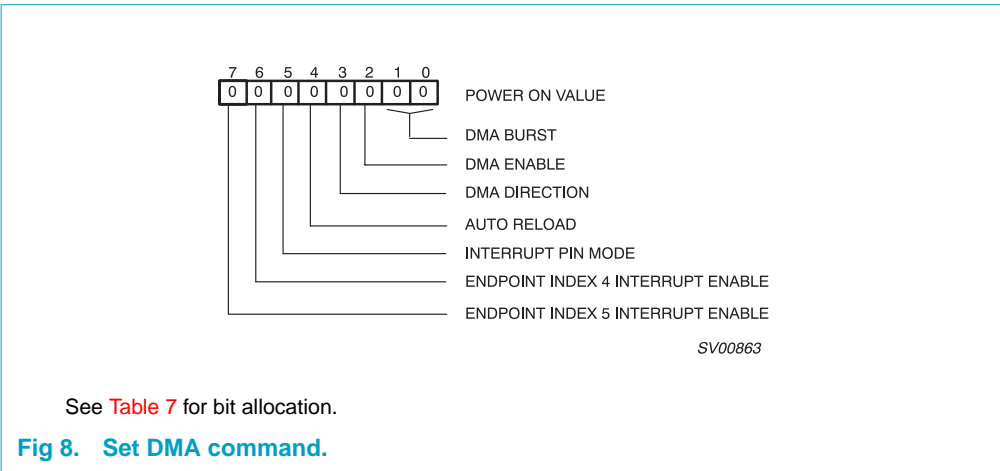 7 6 5 4 3 2 1 0
0 0 0 0 0 0 0 0 POWER ON VALUE
DMA BURST
DMA ENABLE
DMA DIRECTION
AUTO RELOAD
INTERRUPT PIN MODE
ENDPOINT INDEX 4 INTERRUPT ENABLE
ENDPOINT INDEX 5 INTERRUPT ENABLE
SV00863
See Table 7 for bit allocation.
Fig 8. Set DMA command.